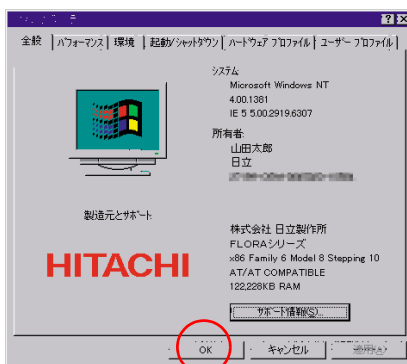 全般
パフォーマンス
環境
起動/シャットダウン
ハードウェア プロファイル
ユーザー プロファイル
システム
Microsoft Windows NT
4.00.1381
IE 5 5.00.2919.6307
所有者:
山田太郎
日立
製造元とサポート:
株式会社 日立製作所
FLORAシリーズ
x86 Family 6 Model 8 Stepping 10
AT/AT COMPATIBLE
122,228KB RAM
HITACHI
サポート情報(S)...
OK
キャンセル
適用(A)